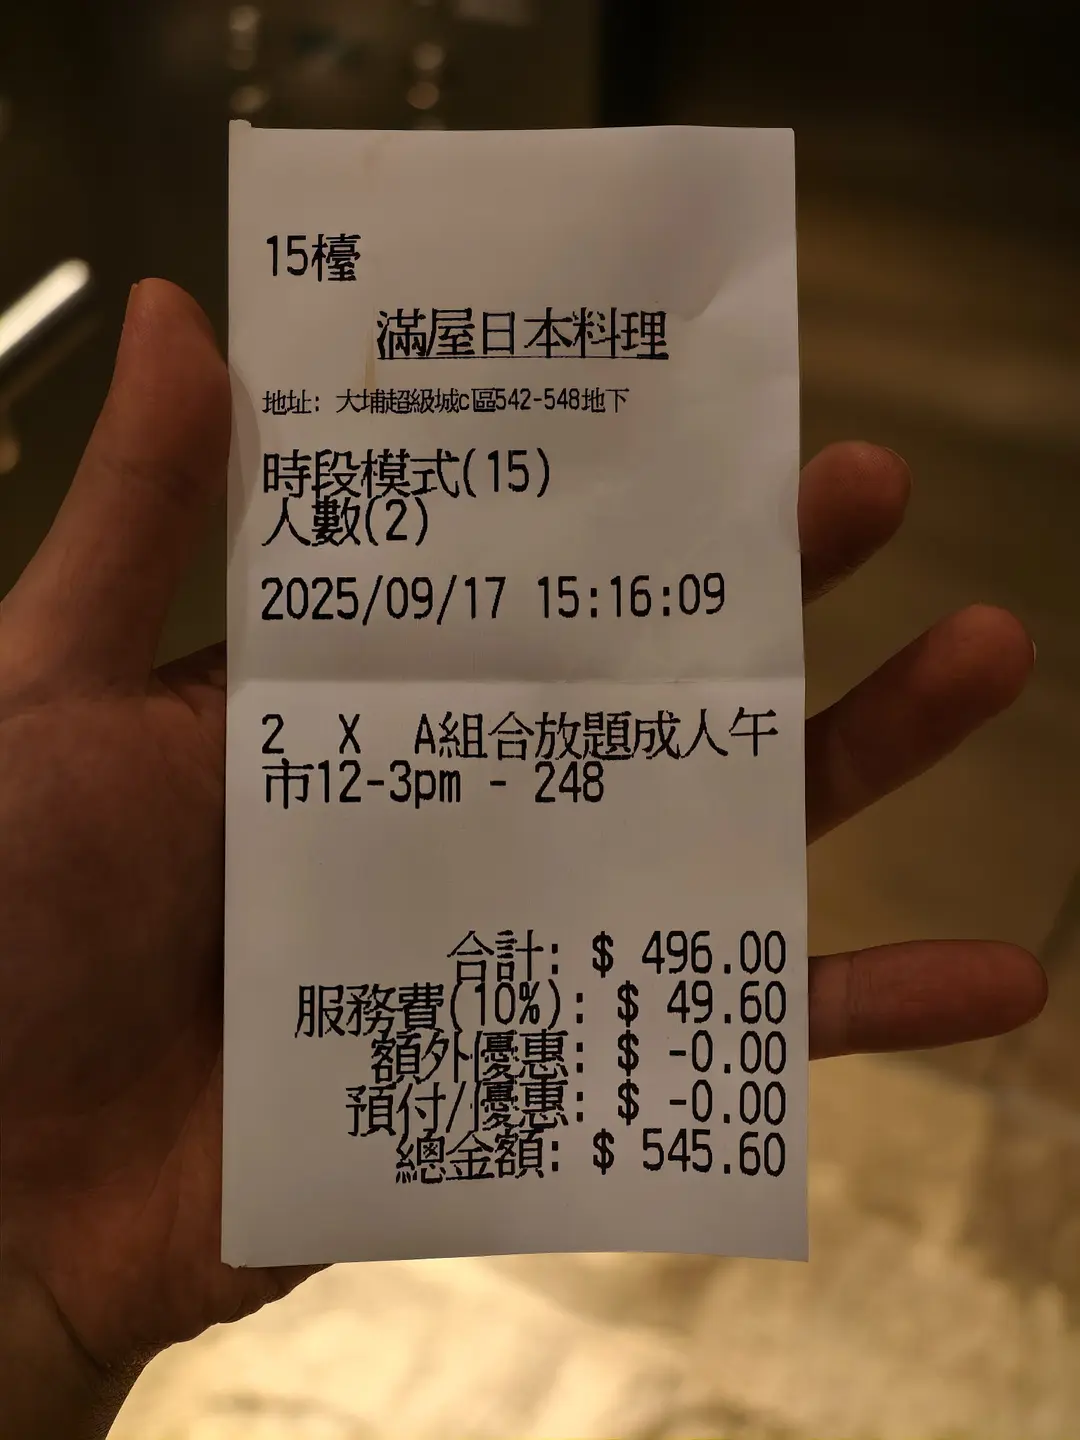 15檯
滿屋日本料理
地址: 大埔超級城c區542-548地下
時段模式(15)
人數(2)
2025/09/17 15:16:09
2 X A組合放題成人午
市12-3pm - 248
合計: $ 496.00
服務費(10%): $ 49.60
額外優惠: $ -0.00
預付/優惠: $ -0.00
總金額: $ 545.60